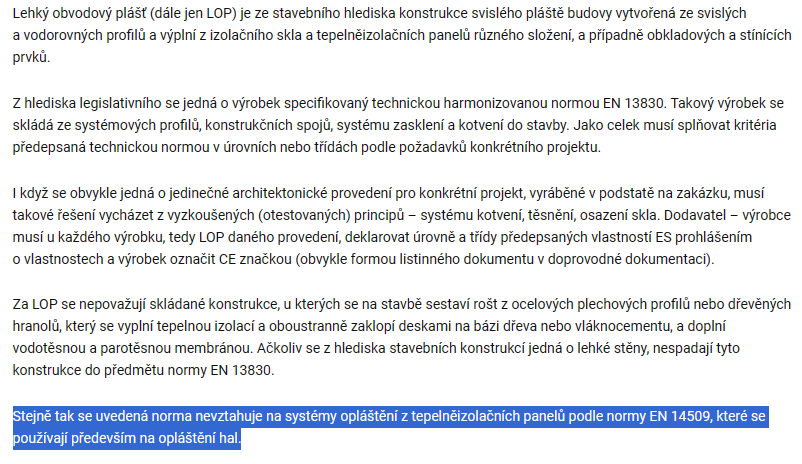 Lehký obvodový plášť (dále jen LOP) je ze stavebního hlediska konstrukce svislého pláště budovy vytvořená ze svislých
a vodorovných profilů a výplní z izolačního skla a tepelněizolačních panelů různého složení, a případně obkladových a stínících
prvků.
Z hlediska legislativního se jedná o výrobek specifikovaný technickou harmonizovanou normou EN 13830. Takový výrobek se
skládá ze systémových profilů, konstrukčních spojů, systému zasklení a kotvení do stavby. Jako celek musí splňovat kritéria
předepsaná technickou normou v úrovních nebo třídách podle požadavků konkrétního projektu.
I když se obvykle jedná o jedinečné architektonické provedení pro konkrétní projekt, vyráběné v podstatě na zakázku, musí
takové řešení vycházet z vyzkoušených (otestovaných) principů – systému kotvení, těsnění, osazení skla. Dodavatel – výrobce
musí u každého výrobku, tedy LOP daného provedení, deklarovat úrovně a třídy předepsaných vlastností ES prohlášením
o vlastnostech a výrobek označit CE značkou (obvykle formou listinného dokumentu v doprovodné dokumentaci).
Za LOP se nepovažují skládané konstrukce, u kterých se na stavbě sestaví rošt z ocelových plechových profilů nebo dřevěných
hranolů, který se vyplní tepelnou izolací a oboustranně zaklopí deskami na bázi dřeva nebo vláknocementu, a doplní
vodotěsnou a parotěsnou membránou. Ačkoliv se z hlediska stavebních konstrukcí jedná o lehké stěny, nespadají tyto
konstrukce do předmětu normy EN 13830.
Stejně tak se uvedená norma nevztahuje na systémy opláštění z tepelněizolačních panelů podle normy EN 14509, které se
používají především na opláštění hal.